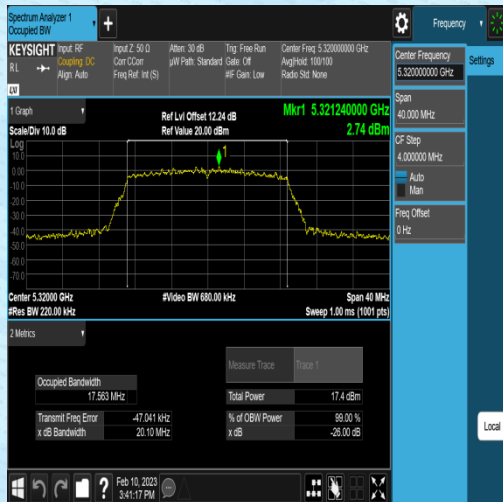 Spectrum Analyzer 1
Occupied BW
Frequency
KEYSIGHT
Input: RF
Input Z: 50 Ω
Atten: 30 dB
Trig: Free Run
Center Freq: 5.320000000 GHz
RL
Coupling: DC
Corr CCorr
µW Path: Standard
Gate: Off
Avg|Hold: 100/100
Align: Auto
Freq Ref: Int (S)
#IF Gain: Low
Radio Std: None
LXI
Center Frequency
5.320000000 GHz
Settings
Span
40.000 MHz
CF Step
4.000000 MHz
Auto
Man
Freq Offset
0 Hz
Local
1 Graph
Ref Lvl Offset 12.24 dB
Mkr1 5.321240000 GHz
Scale/Div 10.0 dB
Ref Value 20.00 dBm
2.74 dBm
Log
1
10.0
0.00
-10.0
-20.0
-30.0
-40.0
-50.0
-60.0
-70.0
Center 5.32000 GHz
#Video BW 680.00 kHz
Span 40 MHz
#Res BW 220.00 kHz
Sweep 1.00 ms (1001 pts)
2 Metrics
Measure Trace
Trace 1
Occupied Bandwidth
17.563 MHz
Total Power
17.4 dBm
Transmit Freq Error
-47.041 kHz
% of OBW Power
99.00 %
x dB Bandwidth
20.10 MHz
x dB
-26.00 dB
?
Feb 10, 2023
3:41:17 PM